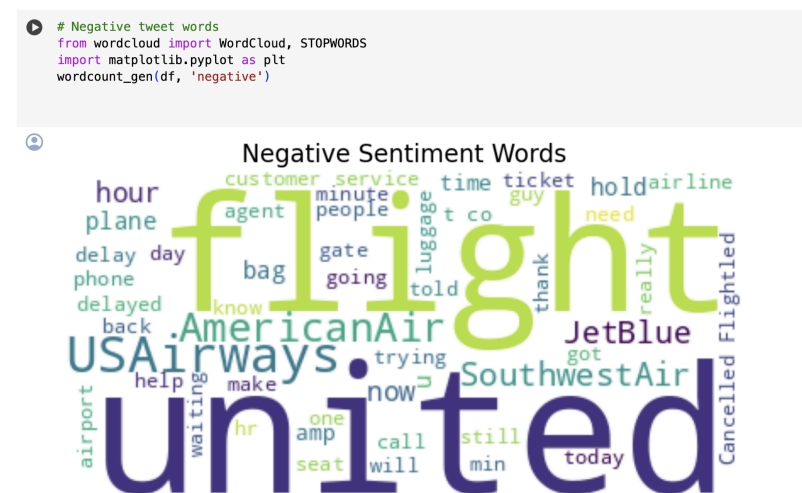 # Negative tweet words
from wordcloud import WordCloud, STOPWORDS
import matplotlib.pyplot as plt
wordcount_gen(df, 'negative')
Negative Sentiment Words
customer service
time
ticket
hour
minute
guy
hold
airline
plane
agent
people
luggage
t co
need
flight
delay
day
gate
phone
bag
going
told
thank
really
delayed
know
back
AmericanAir
JetBlue
Cancelled Flightled
USAirways
trying
got
help
make
now
u
SouthwestAir
airport
waiting
united
hr
one
amp
call
still
seat
will
min
today